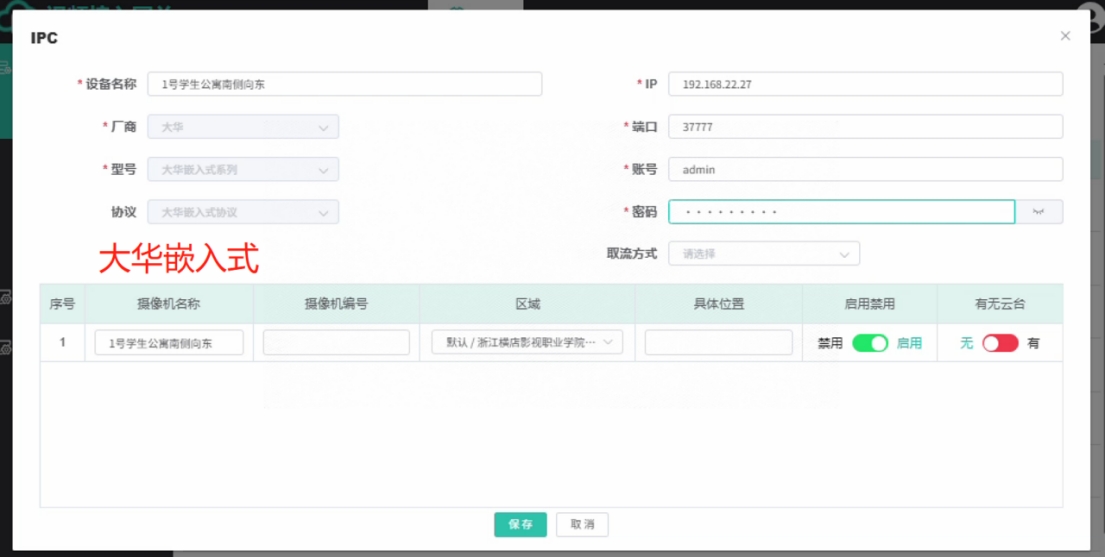 IPC
*设备名称 1号学生公寓南侧向东 *IP 192.168.22.27
*厂商 大华 *端口 37777
*型号 大华嵌入式系列 *账号 admin
协议 大华嵌入式协议 *密码 ·········
大华嵌入式 取流方式 请选择
序号 摄像机名称 摄像机编号 区域 具体位置 启用禁用 有无云台
1 1号学生公寓南侧向东 默认 / 浙江横店影视职业学院··· 禁用 启用 无 有
保存 取消